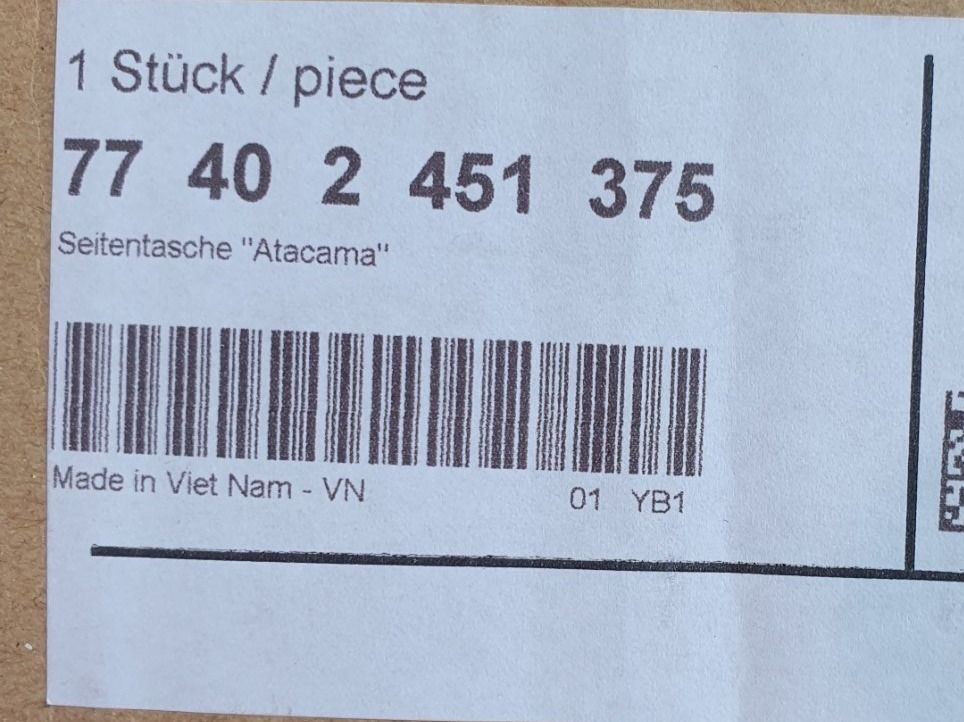 1 Stück / piece
77 40 2 451 375
Seitentasche "Atacama"
Made in Viet Nam - VN 01 YB1